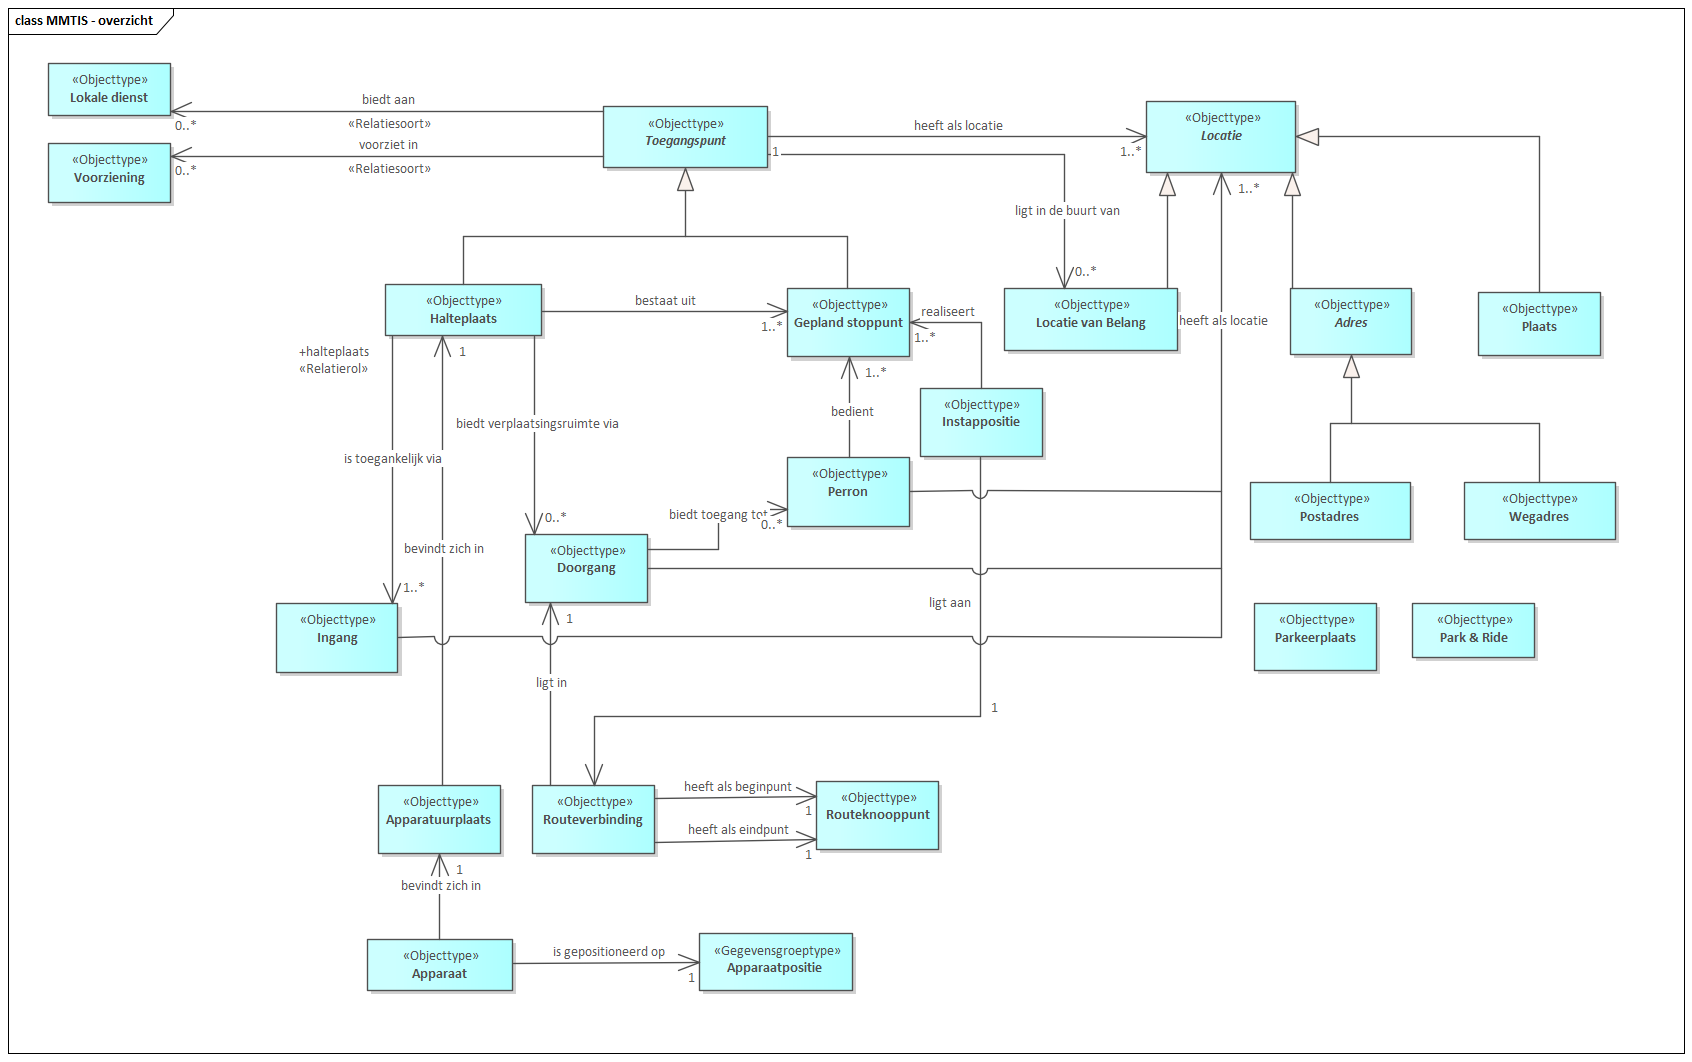 class MMTIS - overzicht
«Objecttype»
Lokale dienst
biedt aan
0..*
«Relatiesoort»
«Objecttype»
Voorziening
voorziet in
0..*
«Relatiesoort»
«Objecttype»
Toegangspunt
1
heeft als locatie
1..*
«Objecttype»
Locatie
1..*
ligt in de buurt van
0..*
«Objecttype»
Halteplaats
bestaat uit
1..*
«Objecttype»
Gepland stoppunt
realiseert
1..*
«Objecttype»
Locatie van Belang
heeft als locatie
«Objecttype»
Adres
«Objecttype»
Plaats
+halteplaats
«Relatierol»
1
1..*
bedient
«Objecttype»
Instappositie
biedt verplaatsingsruimte via
is toegankelijk via
«Objecttype»
Perron
«Objecttype»
Postadres
«Objecttype»
Wegadres
0..*
biedt toegang tot
0..*
bevindt zich in
«Objecttype»
Doorgang
1..*
ligt aan
«Objecttype»
Ingang
1
«Objecttype»
Parkeerplaats
«Objecttype»
Park & Ride
ligt in
1
«Objecttype»
Apparatuurplaats
«Objecttype»
Routeverbinding
heeft als beginpunt
1
heeft als eindpunt
1
«Objecttype»
Routeknooppunt
1
bevindt zich in
«Objecttype»
Apparaat
is gepositioneerd op
1
«Gegevensgroeptype»
Apparaatpositie